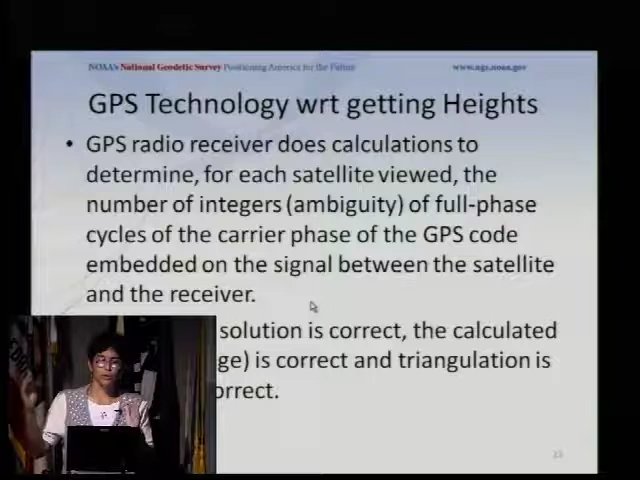 NOAA's National Geodetic Survey Positioning America for the Future www.ngs.noaa.gov
GPS Technology wrt getting Heights
• GPS radio receiver does calculations to
determine, for each satellite viewed, the
number of integers (ambiguity) of full-phase
cycles of the carrier phase of the GPS code
embedded on the signal between the satellite
and the receiver.
solution is correct, the calculated
ge) is correct and triangulation is
orrect.